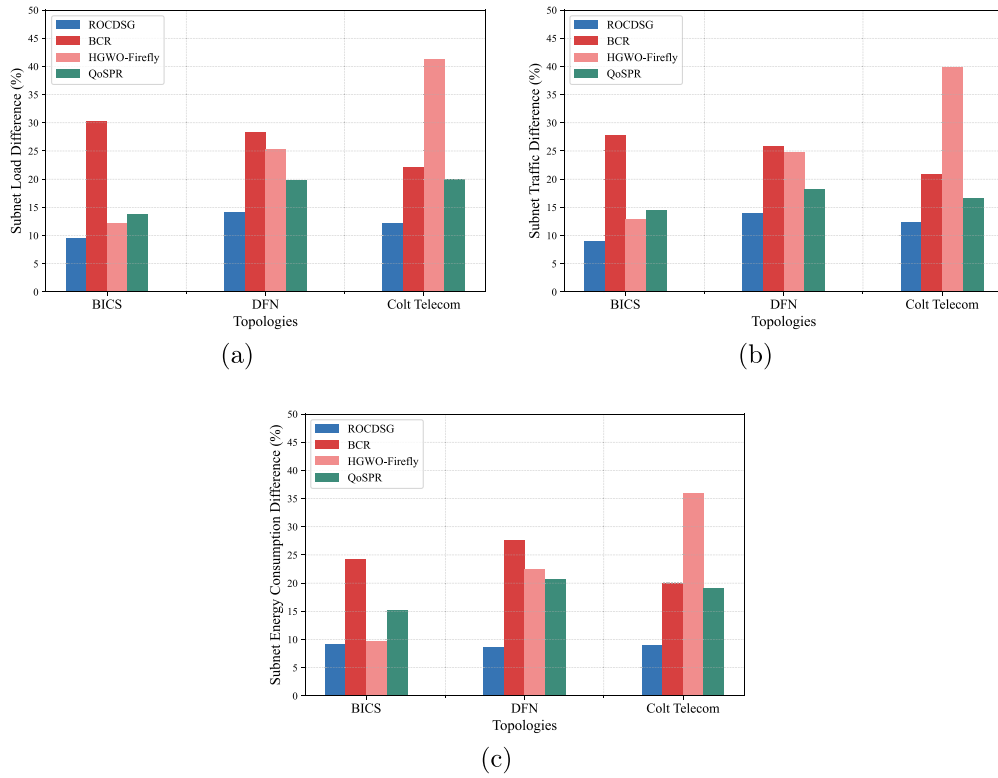 50
45
40
35
30
25
20
15
10
5
0
Subnet Load Difference (%)
ROCDSG
BCR
HGWO-Firefly
QoSPR
BICS
DFN
Colt Telecom
Topologies
(a)
50
45
40
35
30
25
20
15
10
5
0
Subnet Traffic Difference (%)
ROCDSG
BCR
HGWO-Firefly
QoSPR
BICS
DFN
Colt Telecom
Topologies
(b)
50
45
40
35
30
25
20
15
10
5
0
Subnet Energy Consumption Difference (%)
ROCDSG
BCR
HGWO-Firefly
QoSPR
BICS
DFN
Colt Telecom
Topologies
(c)